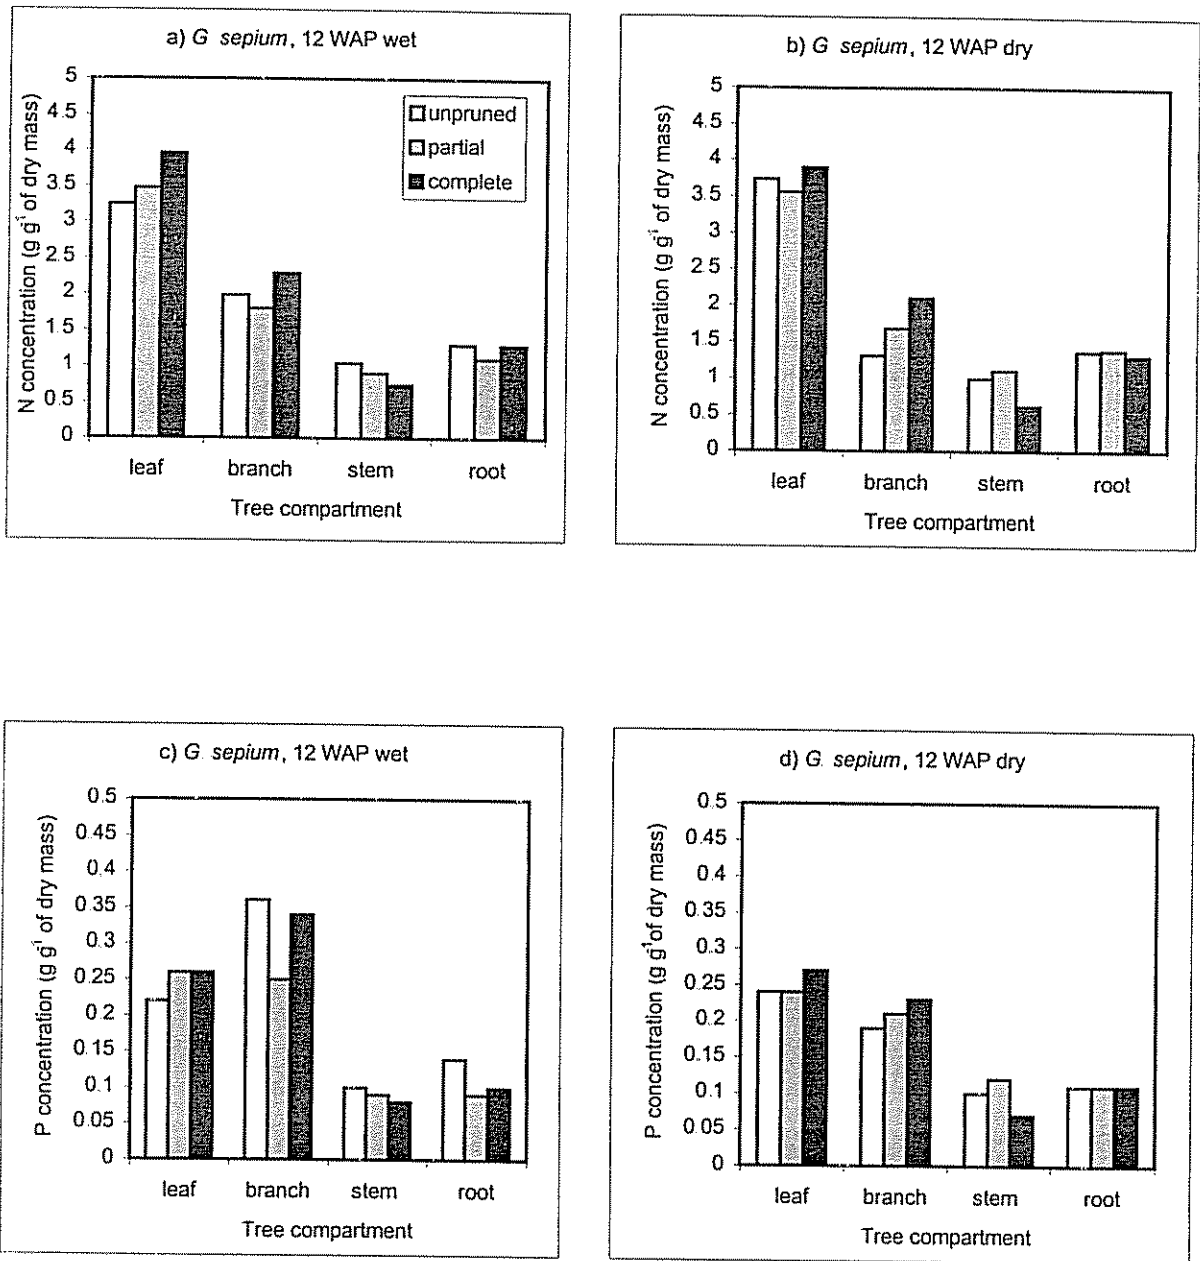 a) G sepium, 12 WAP wet
N concentration (g g-1 of dry mass)
5
4.5
4
3.5
3
2.5
2
1.5
1
0.5
0
unpruned
partial
complete
leaf branch stem root
Tree compartment
b) G sepium, 12 WAP dry
N concentration (g g-1 of dry mass)
5
4.5
4
3.5
3
2.5
2
1.5
1
0.5
0
leaf branch stem root
Tree compartment
c) G. sepium, 12 WAP wet
P concentration (g g-1 of dry mass)
0.5
0.45
0.4
0.35
0.3
0.25
0.2
0.15
0.1
0.05
0
leaf branch stem root
Tree compartment
d) G. sepium, 12 WAP dry
P concentration (g g-1 of dry mass)
0.5
0.45
0.4
0.35
0.3
0.25
0.2
0.15
0.1
0.05
0
leaf branch stem root
Tree compartment